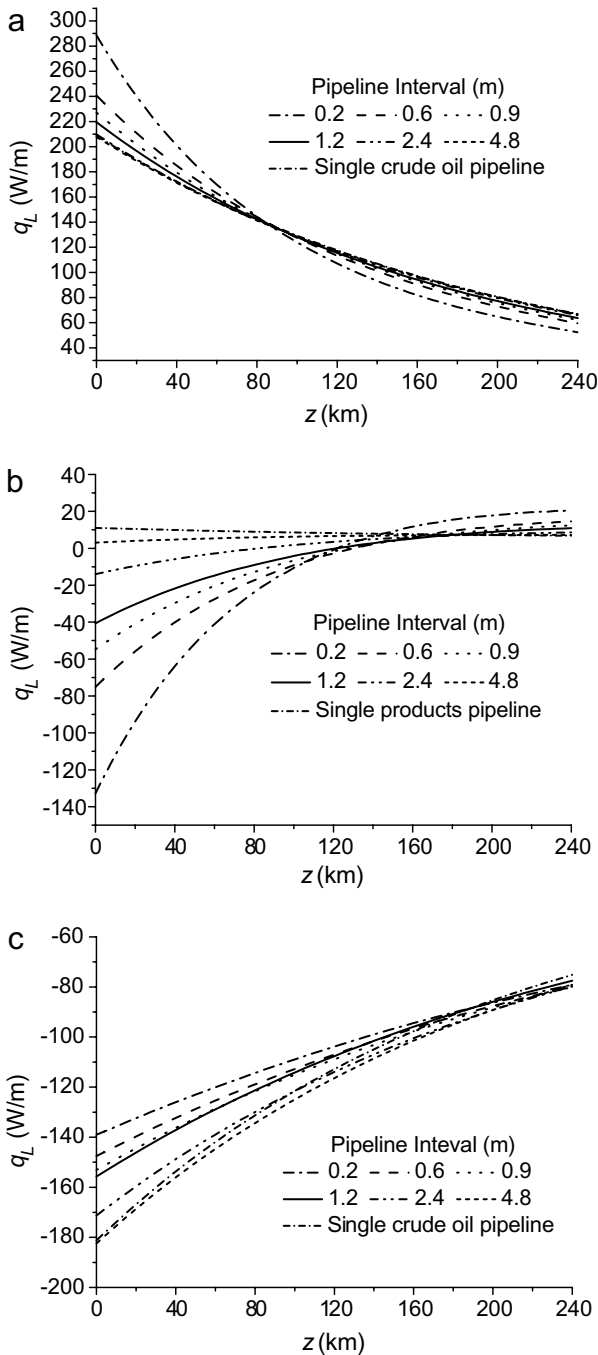 a
300
280
260
240
220
200
180
160
140
120
100
80
60
40
q_L (W/m)
Pipeline Interval (m)
0.2 0.6 0.9
1.2 2.4 4.8
Single crude oil pipeline
0 40 80 120 160 200 240
z (km)
b
40
20
0
-20
-40
-60
-80
-100
-120
-140
q_L (W/m)
Pipeline Interval (m)
0.2 0.6 0.9
1.2 2.4 4.8
Single products pipeline
0 40 80 120 160 200 240
z (km)
c
-60
-80
-100
-120
-140
-160
-180
-200
q_L (W/m)
Pipeline Inteval (m)
0.2 0.6 0.9
1.2 2.4 4.8
Single crude oil pipeline
0 40 80 120 160 200 240
z (km)